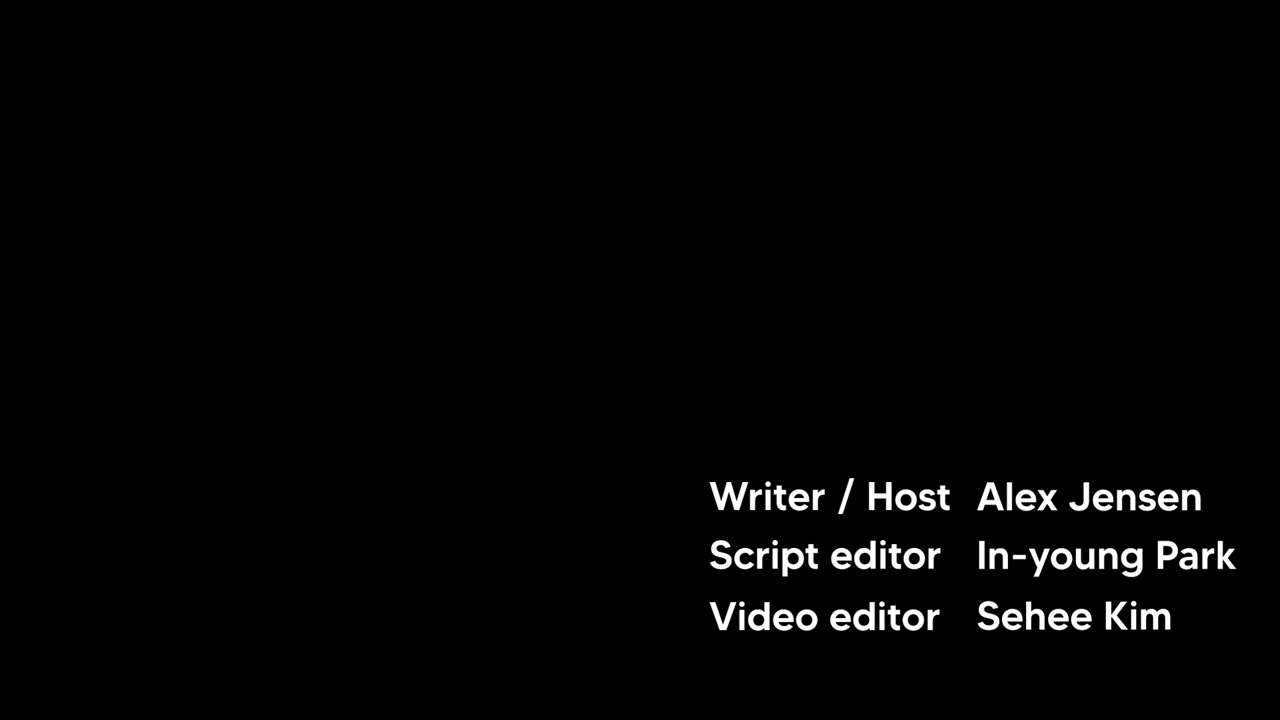 Writer / Host Alex Jensen
Script editor In-young Park
Video editor Sehee Kim